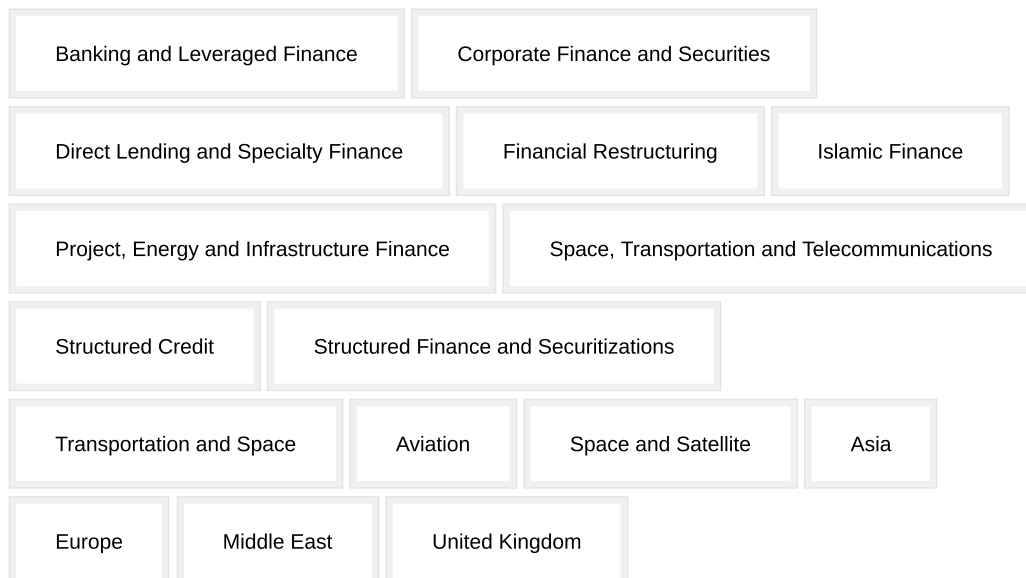 Banking and Leveraged Finance Corporate Finance and Securities
Direct Lending and Specialty Finance Financial Restructuring Islamic Finance
Project, Energy and Infrastructure Finance Space, Transportation and Telecommunications
Structured Credit Structured Finance and Securitizations
Transportation and Space Aviation Space and Satellite Asia
Europe Middle East United Kingdom